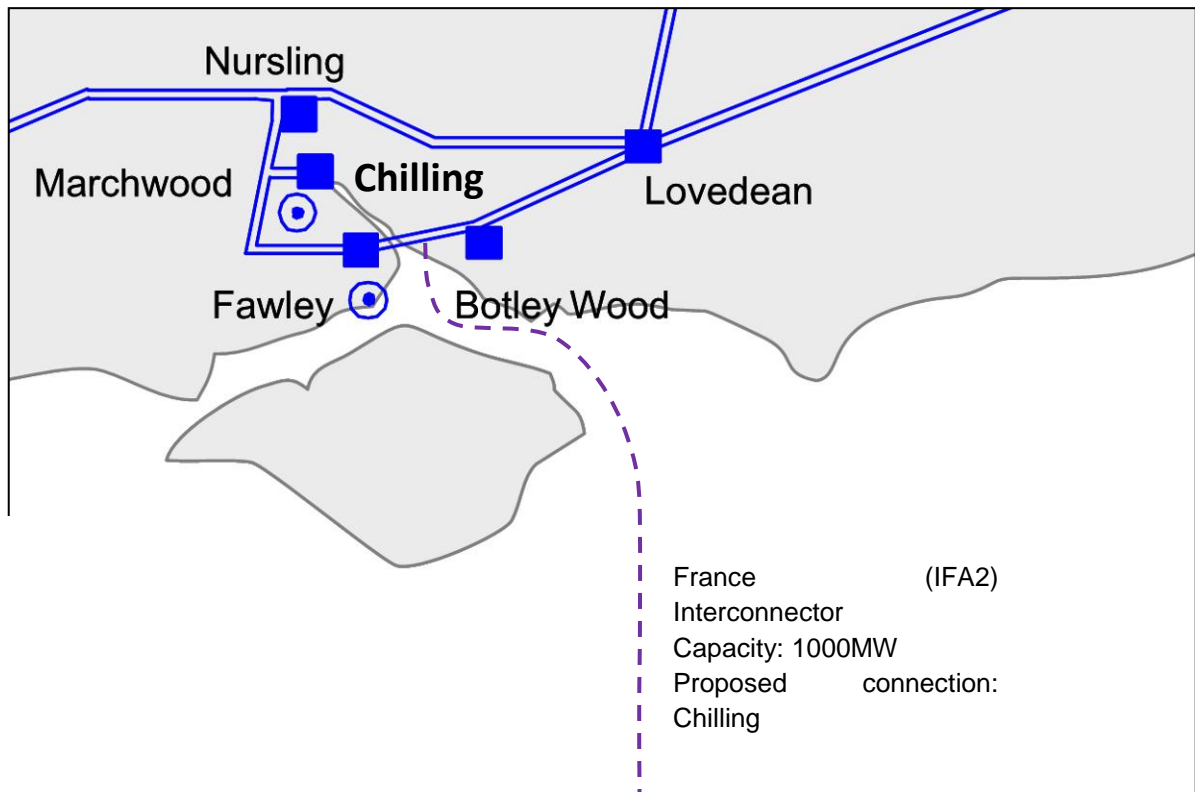 Nursling
Marchwood
Chilling
Lovedean
Fawley
Botley Wood
France (IFA2)
Interconnector
Capacity: 1000MW
Proposed connection:
Chilling